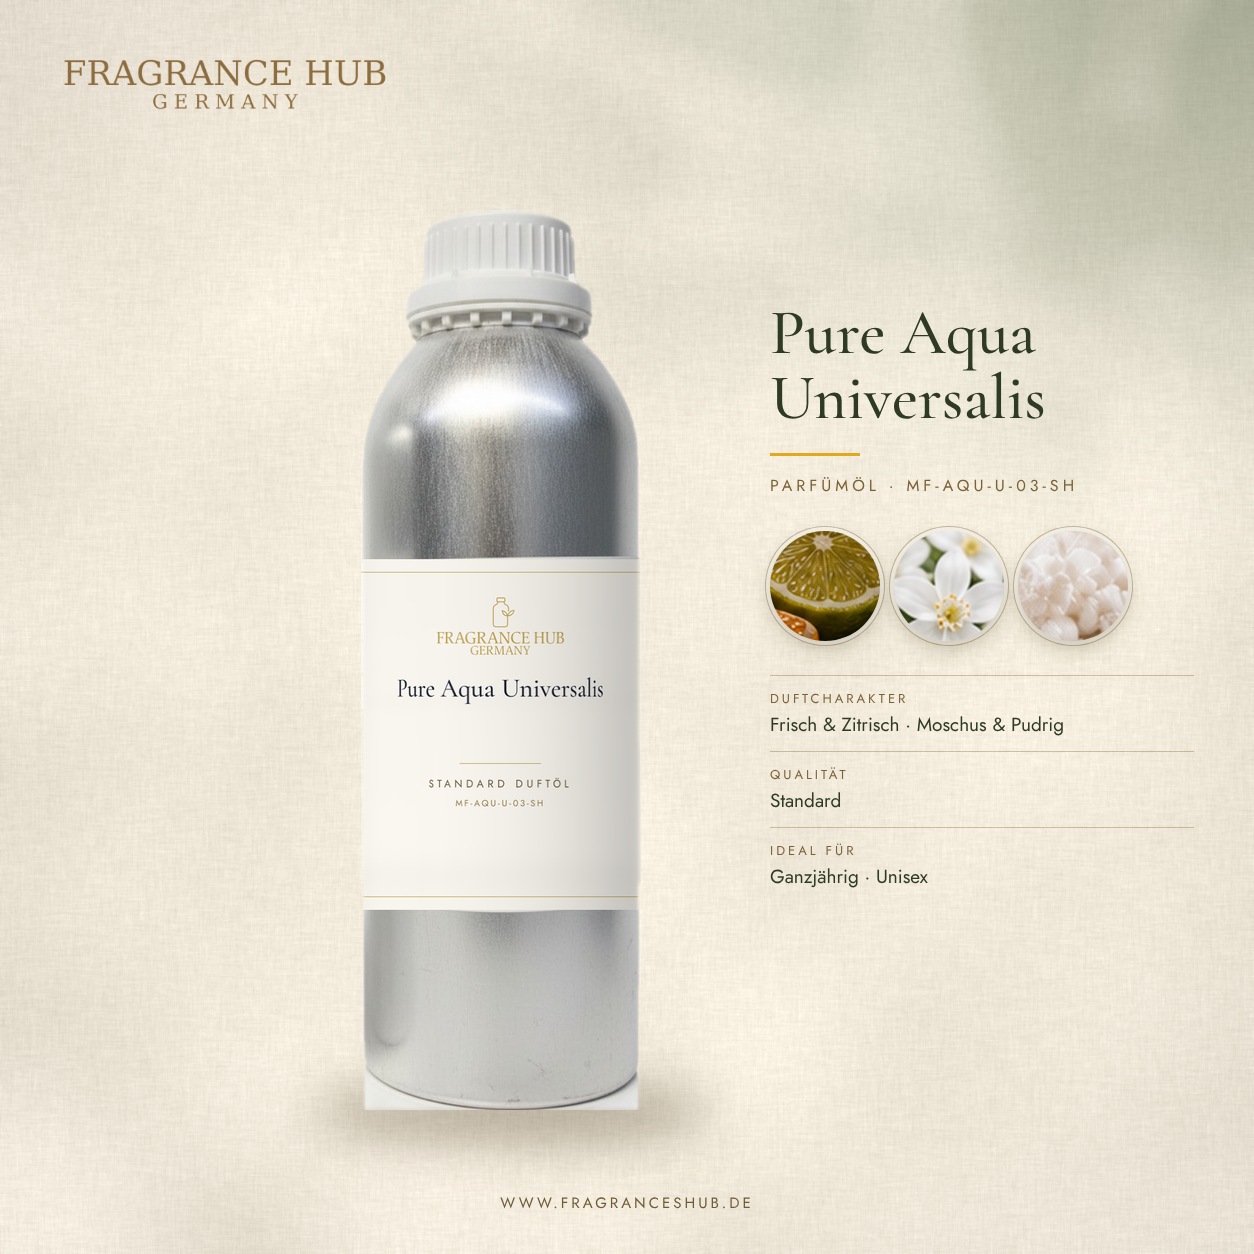 FRAGRANCE HUB
GERMANY
Pure Aqua
Universalis
PARFÜMÖL · MF-AQU-U-03-SH
FRAGRANCE HUB
GERMANY
Pure Aqua Universalis
STANDARD DUFTÖL
MF-AQU-U-03-SH
DUFTCHARAKTER
Frisch & Zitrisch · Moschus & Pudrig
QUALITÄT
Standard
IDEAL FÜR
Ganzjährig · Unisex
WWW.FRAGRANCESHUB.DE